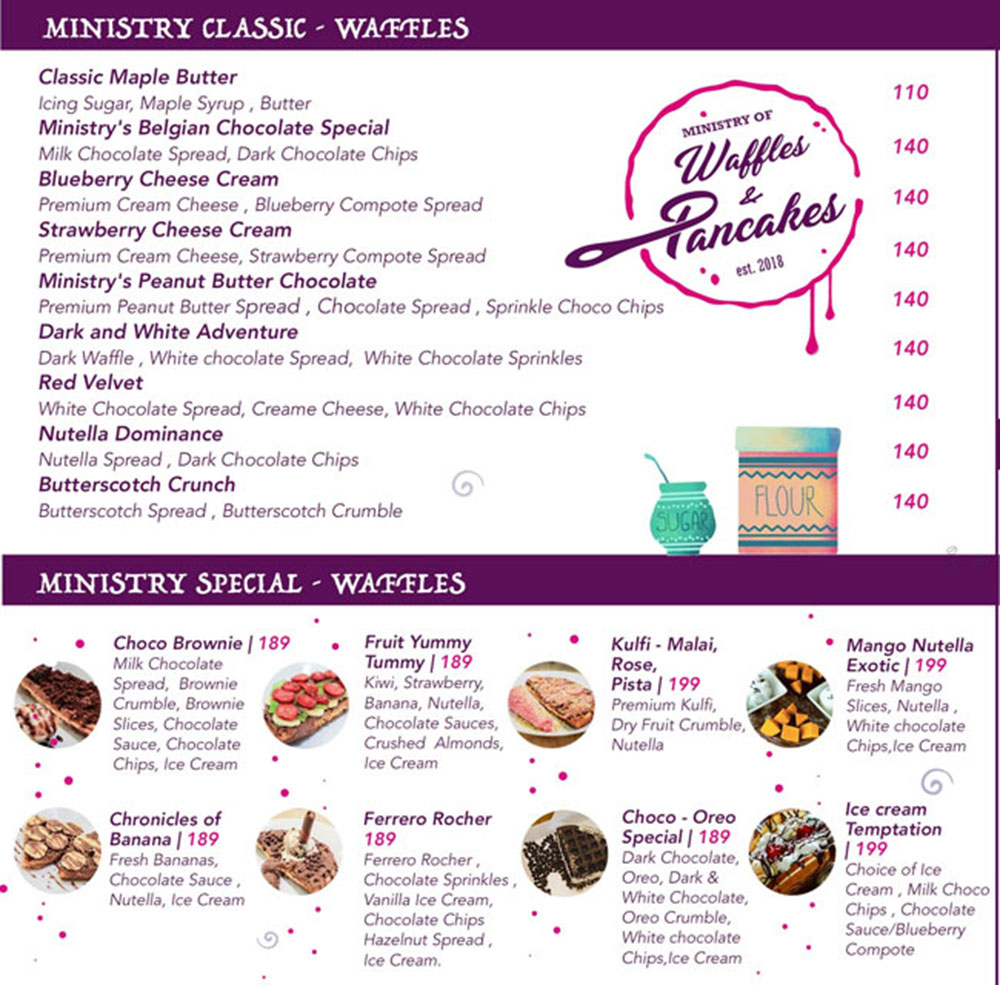 MINISTRY CLASSIC - WAFFLES
Classic Maple Butter
110
Icing Sugar, Maple Syrup , Butter
Ministry's Belgian Chocolate Special
140
Milk Chocolate Spread, Dark Chocolate Chips
Blueberry Cheese Cream
140
Premium Cream Cheese , Blueberry Compote Spread
Strawberry Cheese Cream
140
Premium Cream Cheese, Strawberry Compote Spread
Ministry's Peanut Butter Chocolate
140
Premium Peanut Butter Spread , Chocolate Spread , Sprinkle Choco Chips
Dark and White Adventure
140
Dark Waffle , White chocolate Spread, White Chocolate Sprinkles
Red Velvet
140
White Chocolate Spread, Creame Cheese, White Chocolate Chips
Nutella Dominance
140
Nutella Spread , Dark Chocolate Chips
Butterscotch Crunch
140
Butterscotch Spread , Butterscotch Crumble
MINISTRY OF
Waffles
&
Pancakes
est. 2018
SUGAR
FLOUR
MINISTRY SPECIAL - WAFFLES
Choco Brownie | 189
Milk Chocolate
Spread, Brownie
Crumble, Brownie
Slices, Chocolate
Sauce, Chocolate
Chips, Ice Cream
Fruit Yummy
Tummy | 189
Kiwi, Strawberry,
Banana, Nutella,
Chocolate Sauces,
Crushed Almonds,
Ice Cream
Kulfi - Malai,
Rose,
Pista | 199
Premium Kulfi,
Dry Fruit Crumble,
Nutella
Mango Nutella
Exotic | 199
Fresh Mango
Slices, Nutella ,
White chocolate
Chips,Ice Cream
Chronicles of
Banana | 189
Fresh Bananas,
Chocolate Sauce ,
Nutella, Ice Cream
Ferrero Rocher
189
Ferrero Rocher ,
Chocolate Sprinkles ,
Vanilla Ice Cream,
Chocolate Chips
Hazelnut Spread ,
Ice Cream.
Choco - Oreo
Special | 189
Dark Chocolate,
Oreo, Dark &
White Chocolate,
Oreo Crumble,
White chocolate
Chips,Ice Cream
Ice cream
Temptation
| 199
Choice of Ice
Cream , Milk Choco
Chips , Chocolate
Sauce/Blueberry
Compote